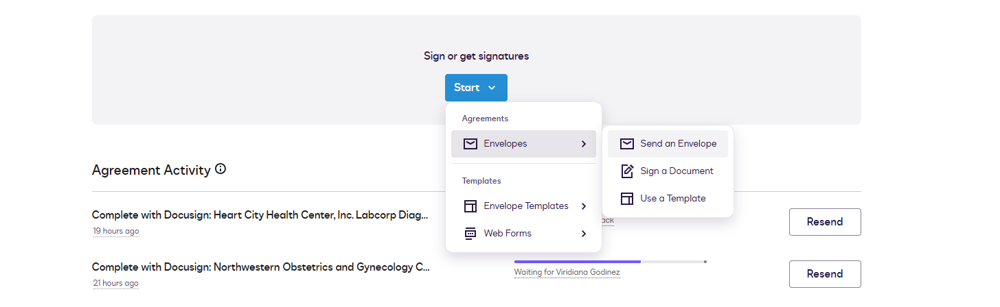 Sign or get signatures
Start
Agreements
Envelopes
Send an Envelope
Sign a Document
Use a Template
Templates
Envelope Templates
Web Forms
Agreement Activity
Complete with Docusign: Heart City Health Center, Inc. Labcorp Diag...
19 hours ago
ack
Resend
Complete with Docusign: Northwestern Obstetrics and Gynecology C...
21 hours ago
Waiting for Viridiana Godinez
Resend